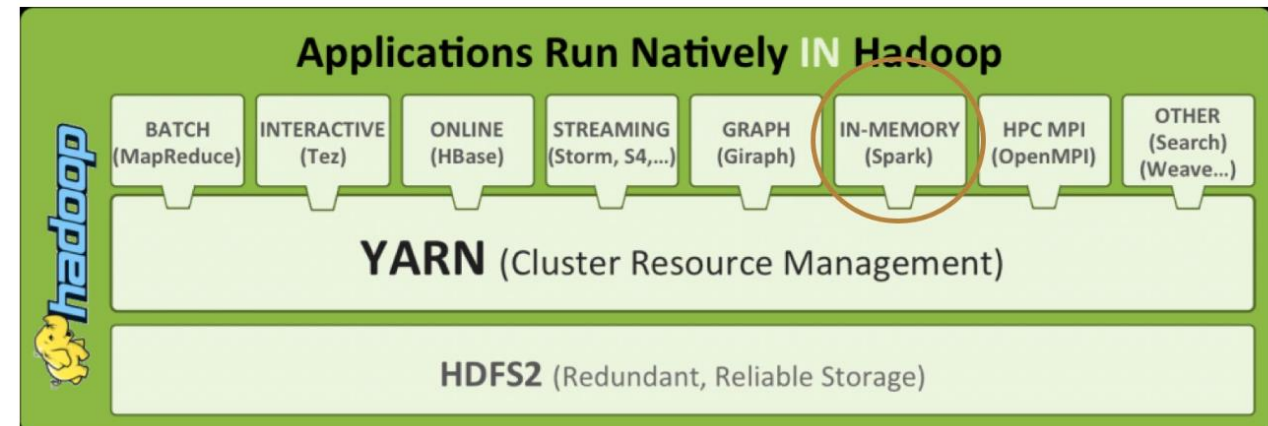 Applications Run Natively IN Hadoop
hadoop
BATCH
(MapReduce)
INTERACTIVE
(Tez)
ONLINE
(HBase)
STREAMING
(Storm, S4,...)
GRAPH
(Giraph)
IN-MEMORY
(Spark)
HPC MPI
(OpenMPI)
OTHER
(Search)
(Weave...)
YARN (Cluster Resource Management)
HDFS2 (Redundant, Reliable Storage)